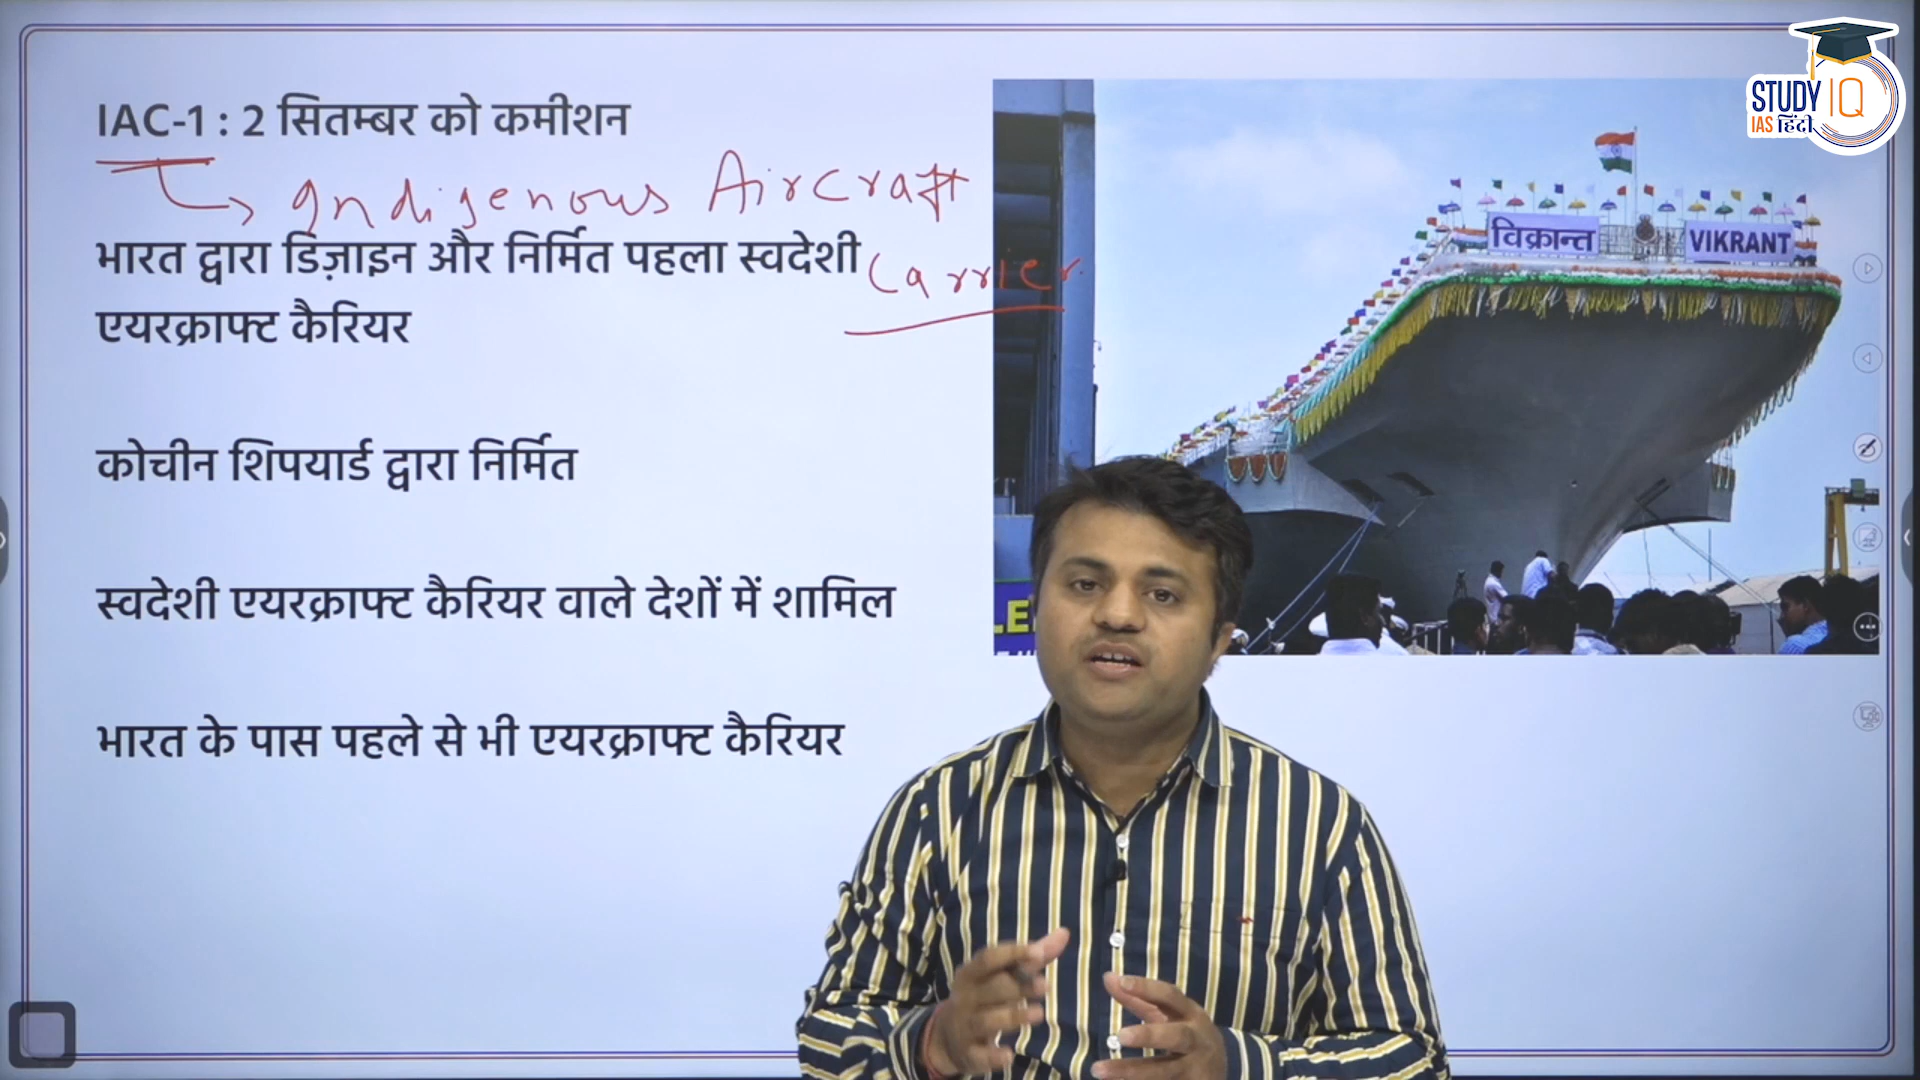 IAC-1 : 2 सितम्बर को कमीशन
Indigenous Aircraft
Carrier
भारत द्वारा डिज़ाइन और निर्मित पहला स्वदेशी
एयरक्राफ्ट कैरियर
कोचीन शिपयार्ड द्वारा निर्मित
स्वदेशी एयरक्राफ्ट कैरियर वाले देशों में शामिल
भारत के पास पहले से भी एयरक्राफ्ट कैरियर
विक्रान्त
VIKRANT
STUDY IQ
IAS हिंदी